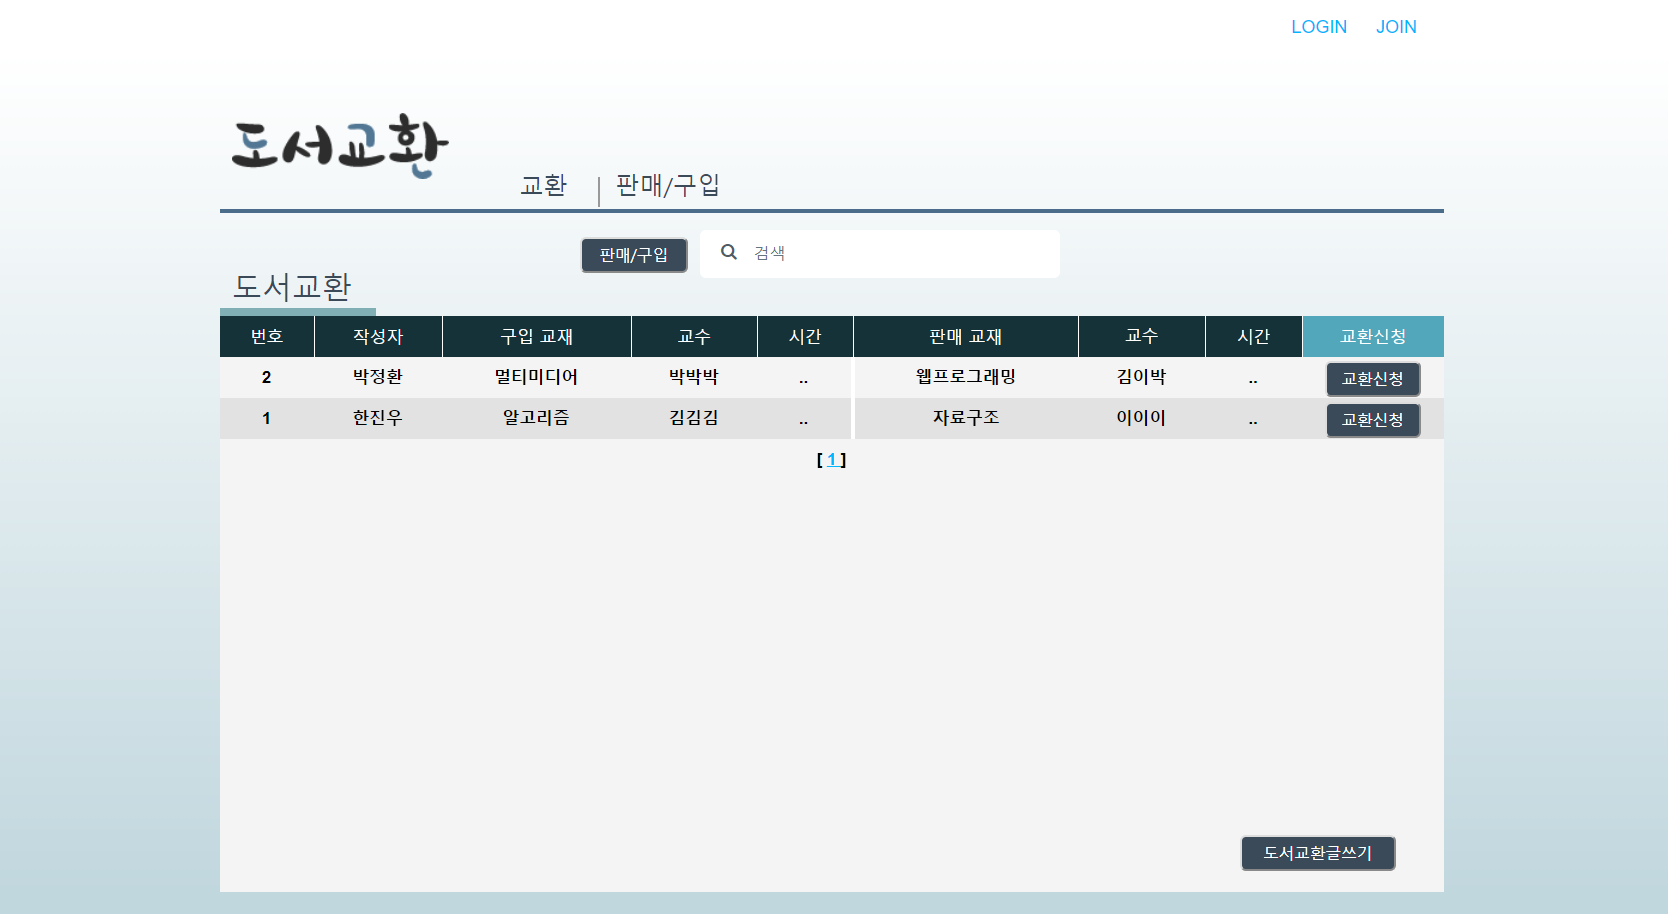 LOGIN JOIN
도서교환
교환 판매/구입
판매/구입 검색
도서교환
번호 작성자 구입 교재 교수 시간 판매 교재 교수 시간 교환신청
2 박정환 멀티미디어 박박박 .. 웹프로그래밍 김이박 .. 교환신청
1 한진우 알고리즘 김김김 .. 자료구조 이이이 .. 교환신청
[ 1 ]
도서교환글쓰기